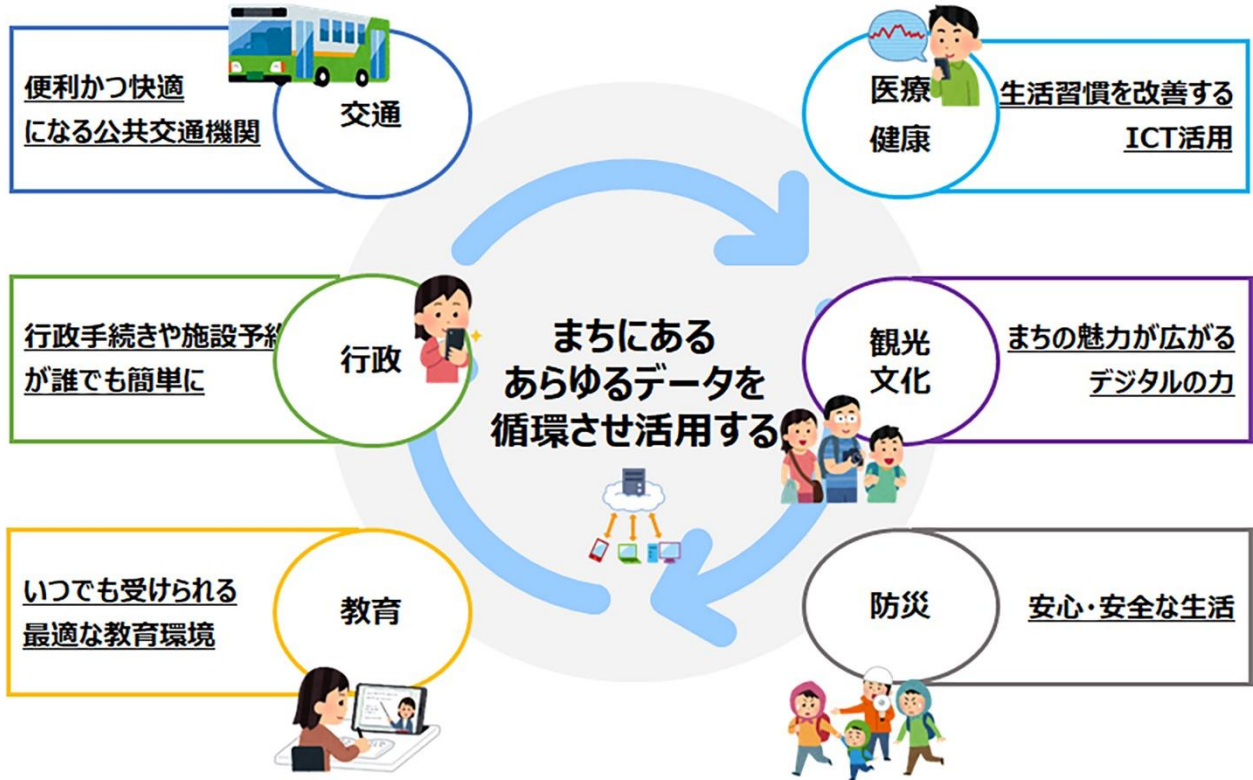 便利かつ快適
になる公共交通機関
交通
医療
健康
生活習慣を改善する
ICT活用
行政手続きや施設予約
が誰でも簡単に
行政
まちにある
あらゆるデータを
循環させ活用する
観光
文化
まちの魅力が広がる
デジタルの力
いつでも受けられる
最適な教育環境
教育
防災
安心・安全な生活